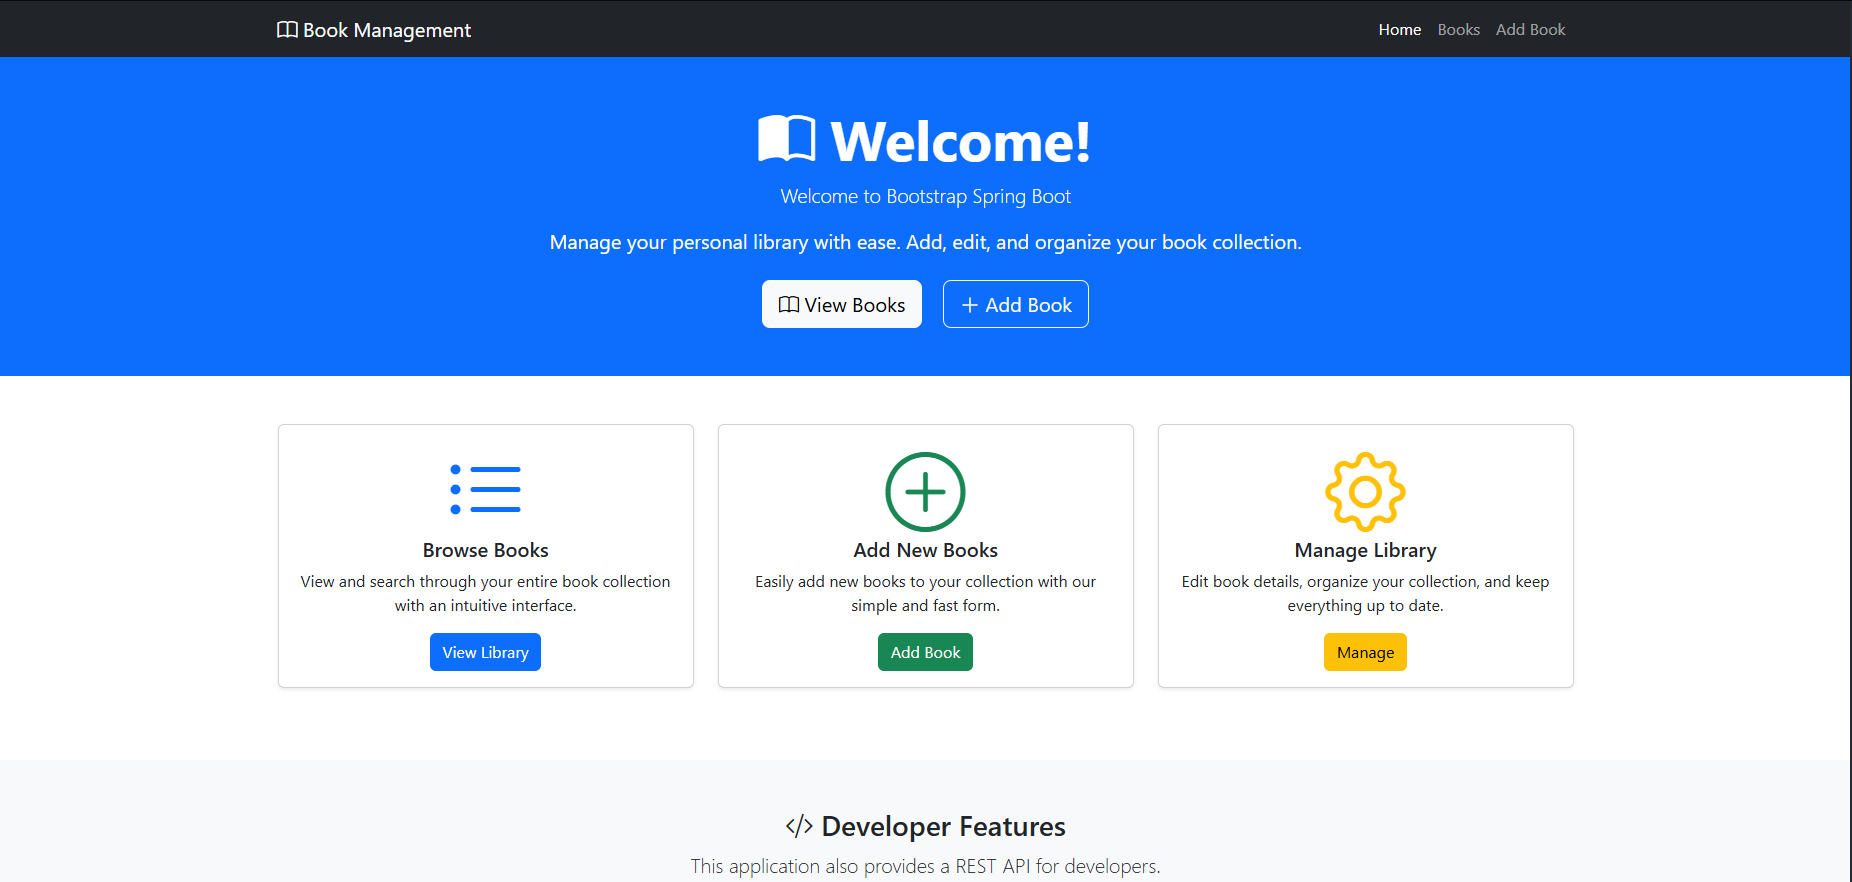 Book Management
Home Books Add Book
Welcome!
Welcome to Bootstrap Spring Boot
Manage your personal library with ease. Add, edit, and organize your book collection.
View Books
Add Book
Browse Books
View and search through your entire book collection
with an intuitive interface.
View Library
Add New Books
Easily add new books to your collection with our
simple and fast form.
Add Book
Manage Library
Edit book details, organize your collection, and keep
everything up to date.
Manage
</> Developer Features
This application also provides a REST API for developers.